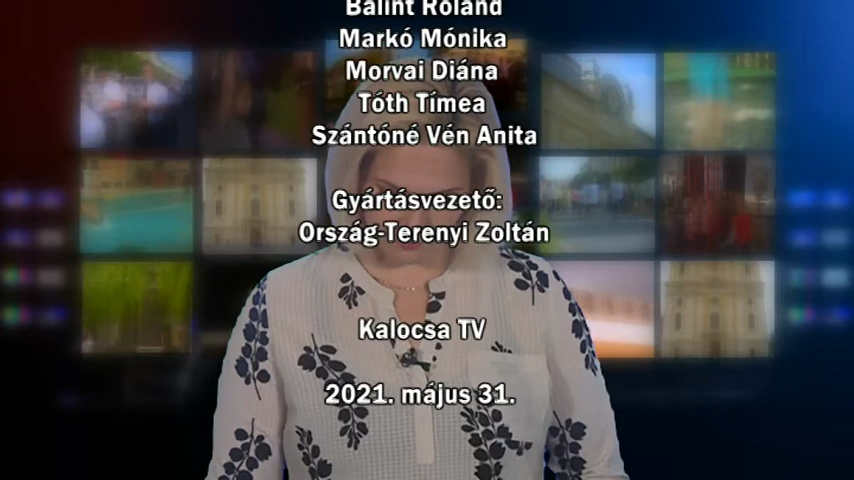 Bálint Roland
Markó Mónika
Morvai Diána
Tóth Tímea
Szántóné Vén Anita
Gyártásvezető:
Ország-Terenyi Zoltán
Kalocsa TV
2021. május 31.